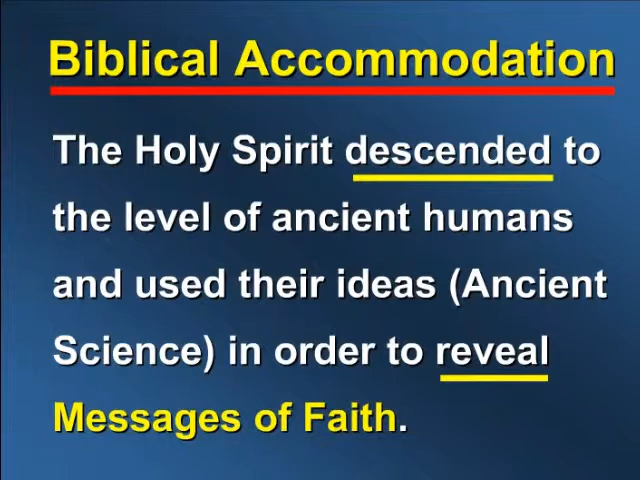 Biblical Accommodation
The Holy Spirit descended to
the level of ancient humans
and used their ideas (Ancient
Science) in order to reveal
Messages of Faith.